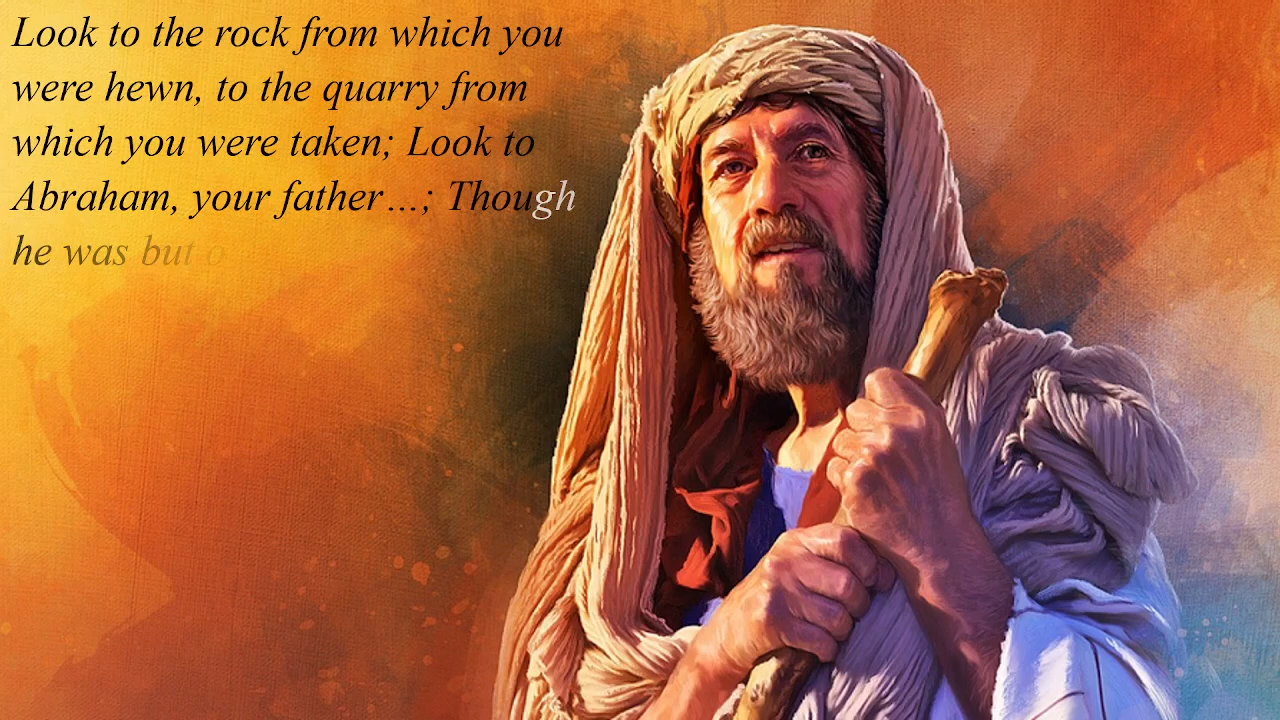 Look to the rock from which you
were hewn, to the quarry from
which you were taken; Look to
Abraham, your father…; Though
he was but o